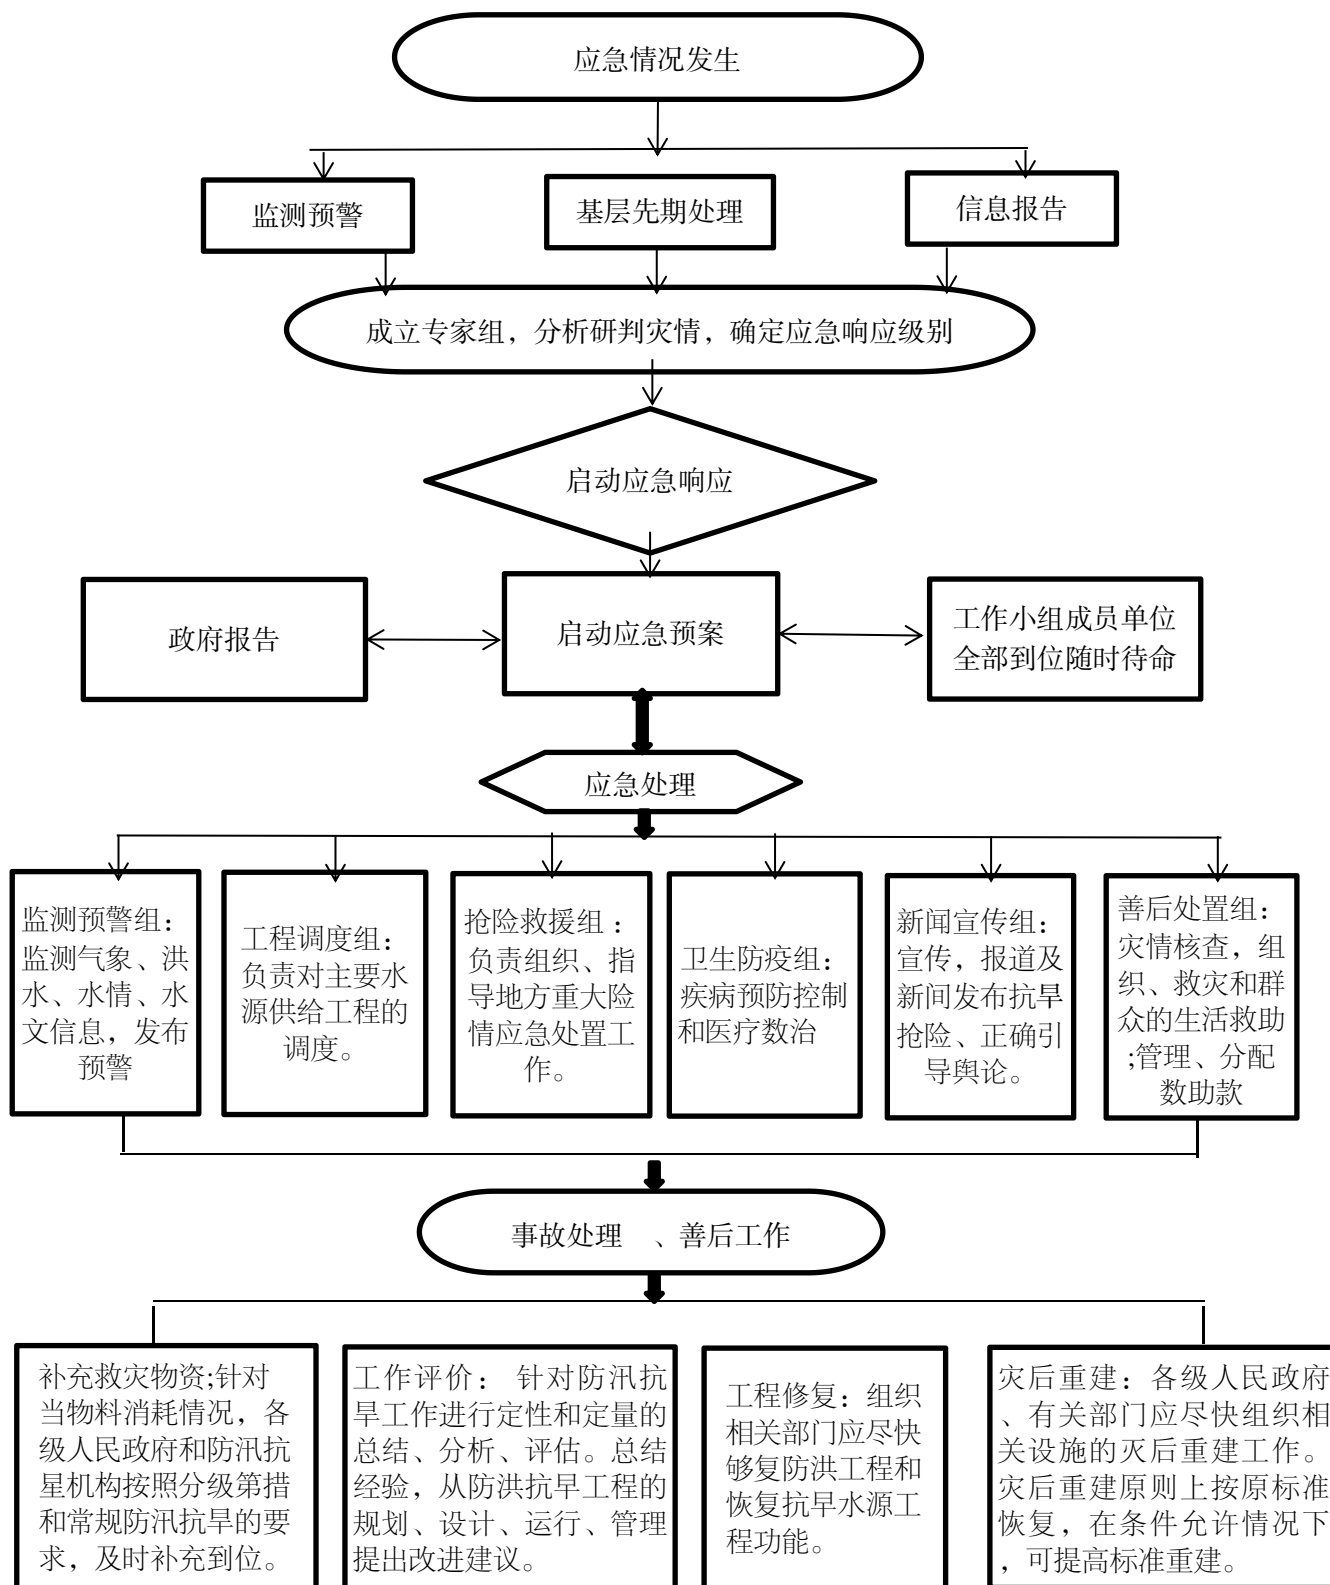 应急情况发生
监测预警
基层先期处理
信息报告
成立专家组，分析研判灾情，确定应急响应级别
启动应急响应
政府报告
启动应急预案
工作小组成员单位
全部到位随时待命
应急处理
监测预警组：
监测气象、洪
水、水情、水
文信息，发布
预警
工程调度组：
负责对主要水
源供给工程的
调度。
抢险救援组：
负责组织、指
导地方重大险
情应急处置工
作。
卫生防疫组：
疾病预防控制
和医疗数治
新闻宣传组：
宣传，报道及
新闻发布抗旱
抢险、正确引
导舆论。
善后处置组：
灾情核查，组
织、救灾和群
众的生活救助
;管理、分配
数助款
事故处理 、善后工作
补充救灾物资;针对
当物料消耗情况，各
级人民政府和防汛抗
星机构按照分级第措
和常规防汛抗旱的要
求，及时补充到位。
工作评价： 针对防汛抗
旱工作进行定性和定量的
总结、分析、评估。总结
经验，从防洪抗早工程的
规划、设计、运行、管理
提出改进建议。
工程修复：组织
相关部门应尽快
够复防洪工程和
恢复抗早水源工
程功能。
灾后重建：各级人民政府
、有关部门应尽快组织相
关设施的灭后重建工作。
灾后重建原则上按原标准
恢复，在条件允许情况下
，可提高标准重建。